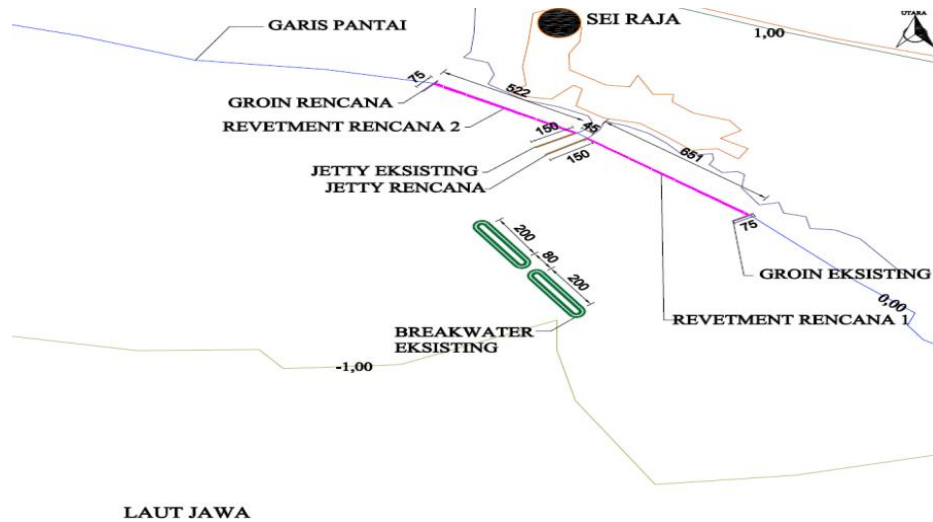 GARIS PANTAI
SEI RAJA
UTARA
1,00
75
522
GROIN RENCANA
REVETMENT RENCANA 2
150
45
651
JETTY EKSISTING
JETTY RENCANA
150
200
80
200
75
GROIN EKSISTING
0,00
REVETMENT RENCANA 1
BREAKWATER
EKSISTING
-1,00
LAUT JAWA